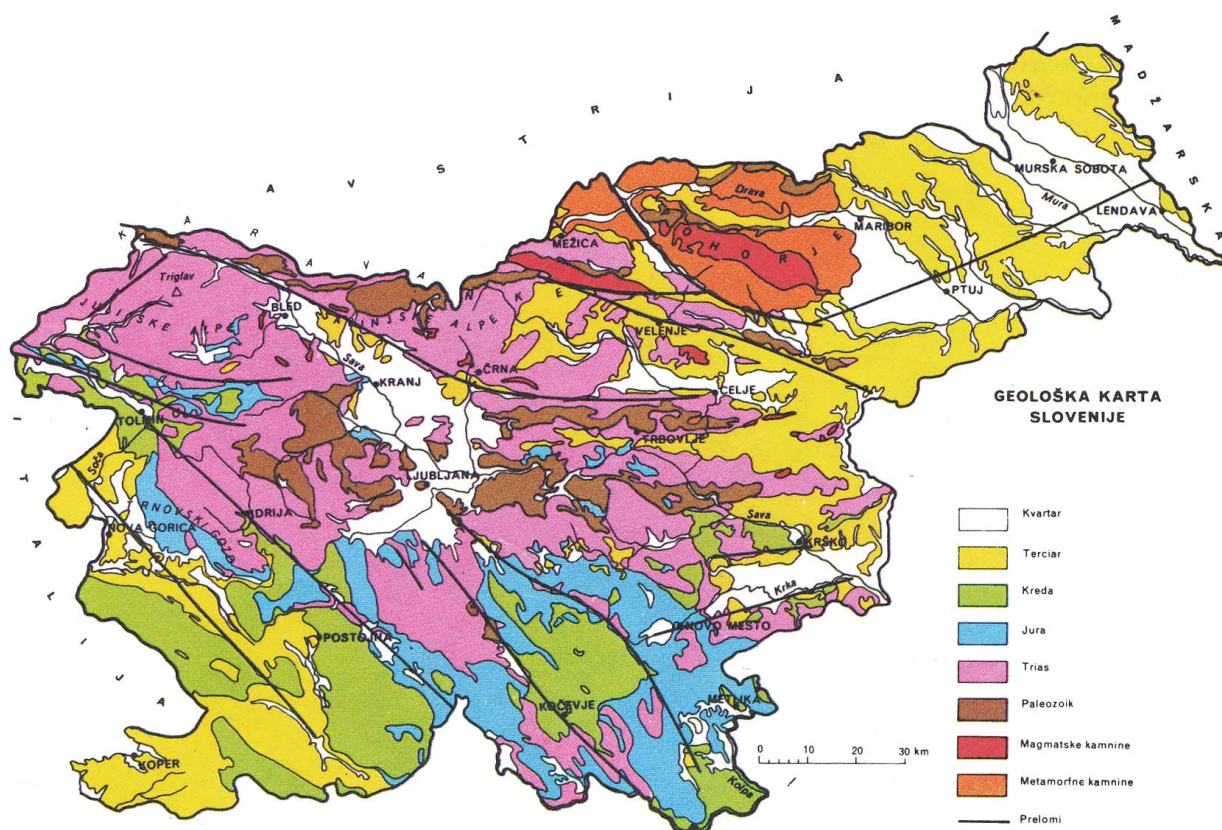 MADŽARSKA
AVSTRIJA
ITALIJA
KARAVANKE
MURSKA SOBOTA
Mura
LENDAVA
Drava
POHORJE
MARIBOR
PTUJ
MEŽICA
Triglav
JULIJSKE ALPE
BLED
KAMNIŠKE ALPE
VELENJE
Sava
KRANJ
ČRNA
CELJE
GEOLOŠKA KARTA
SLOVENIJE
TOLMIN
TRBOVLJE
Soča
LJUBLJANA
IDRIJA
TRNOVSKI GOZD
NOVA GORICA
Sava
KRŠKO
Krka
NOVO MESTO
POSTOJNA
METLIKA
KOČEVJE
KOPER
Kolpa
0 10 20 30 km
Kvartar
Terciar
Kreda
Jura
Trias
Paleozoik
Magmatske kamnine
Metamorfne kamnine
Prelomi